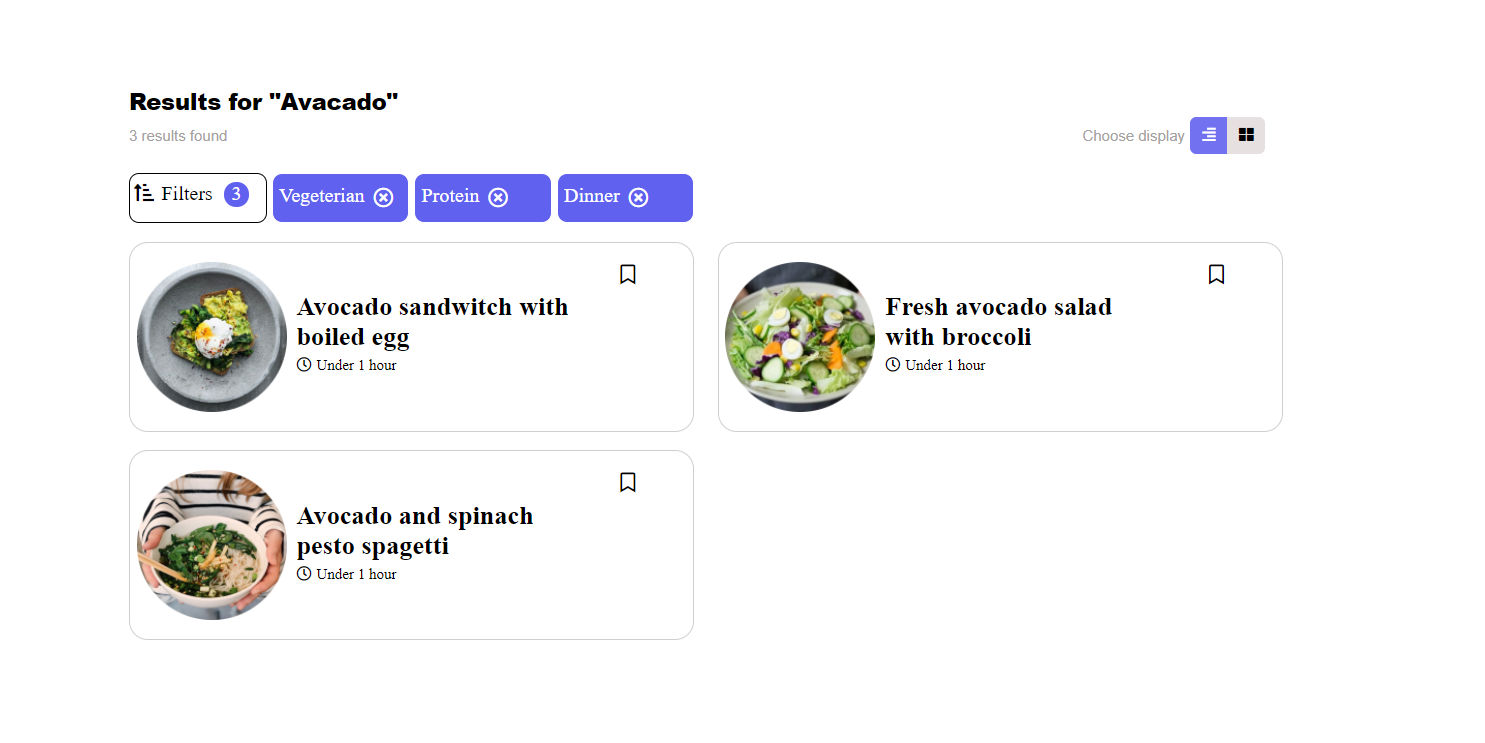 Results for "Avacado"
3 results found
Choose display
Filters 3
Vegeterian
Protein
Dinner
Avocado sandwitch with
boiled egg
Under 1 hour
Fresh avocado salad
with broccoli
Under 1 hour
Avocado and spinach
pesto spagetti
Under 1 hour